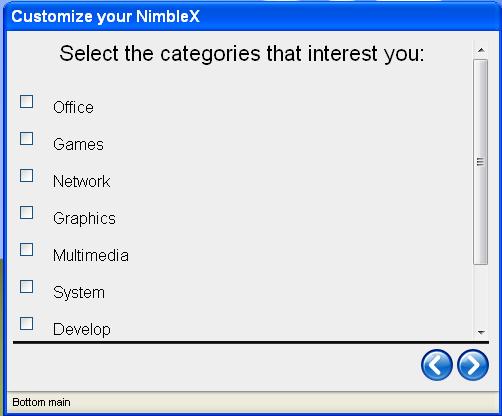 Customize your NimbleX
Select the categories that interest you:
Office
Games
Network
Graphics
Multimedia
System
Develop
Bottom main